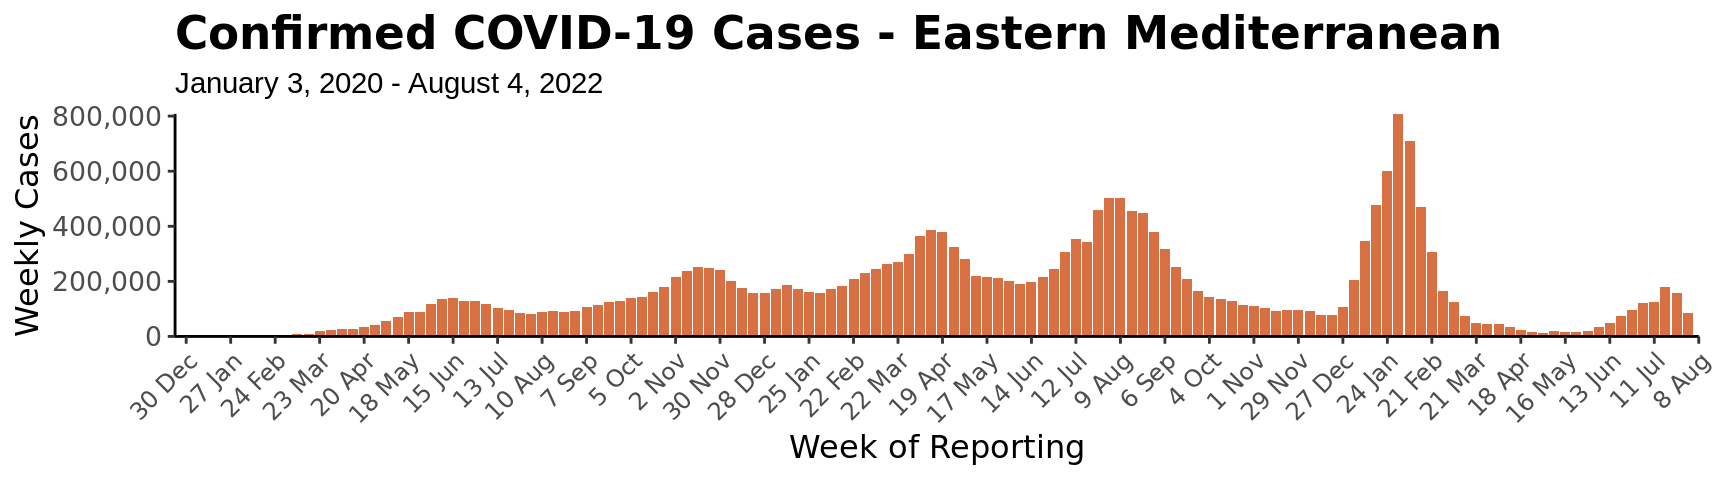 Confirmed COVID-19 Cases - Eastern Mediterranean
January 3, 2020 - August 4, 2022
Weekly Cases
800,000
600,000
400,000
200,000
0
30 Dec
27 Jan
24 Feb
23 Mar
20 Apr
18 May
15 Jun
13 Jul
10 Aug
7 Sep
5 Oct
2 Nov
30 Nov
28 Dec
25 Jan
22 Feb
22 Mar
19 Apr
17 May
14 Jun
12 Jul
9 Aug
6 Sep
4 Oct
1 Nov
29 Nov
27 Dec
24 Jan
21 Feb
21 Mar
18 Apr
16 May
13 Jun
11 Jul
8 Aug
Week of Reporting